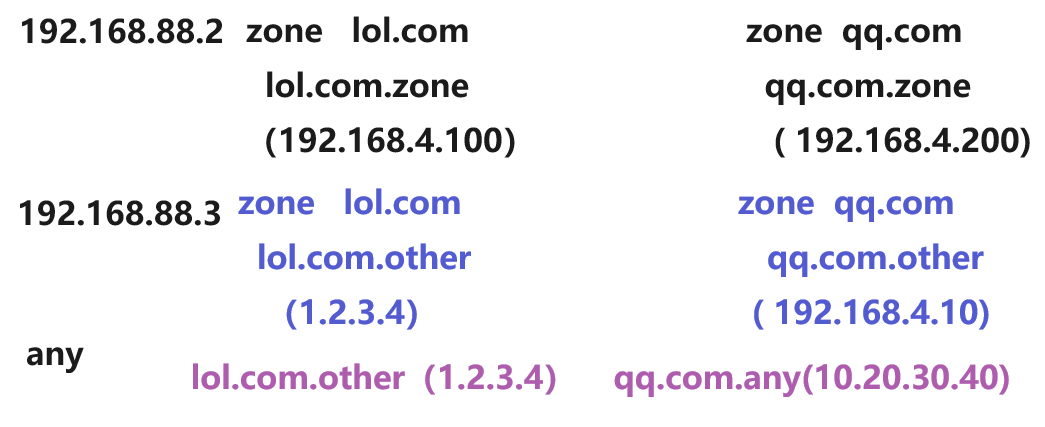 192.168.88.2 zone lol.com zone qq.com
lol.com.zone qq.com.zone
(192.168.4.100) ( 192.168.4.200)
192.168.88.3 zone lol.com zone qq.com
lol.com.other qq.com.other
(1.2.3.4) ( 192.168.4.10)
any
lol.com.other (1.2.3.4) qq.com.any(10.20.30.40)